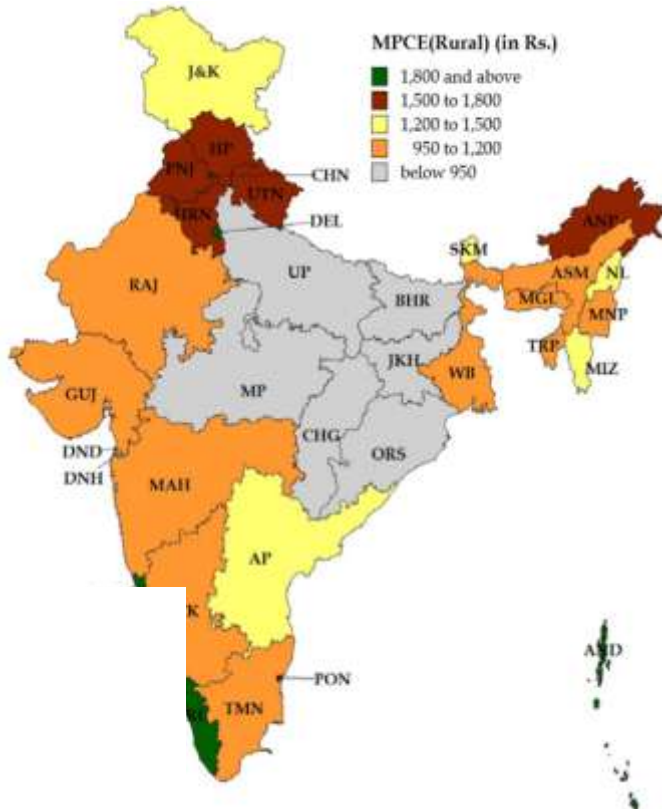 MPCE(Rural) (in Rs.)
1,800 and above
1,500 to 1,800
1,200 to 1,500
950 to 1,200
below 950
J&K
HP
PNJ
CHN
UTN
HRN
DEL
ANP
SKM
RAJ
UP
ASM
NL
BHR
MGL
MNP
TRP
JKH
WB
MIZ
GUJ
MP
CHG
DND
ORS
DNH
MAH
AP
K
AND
PON
TMN